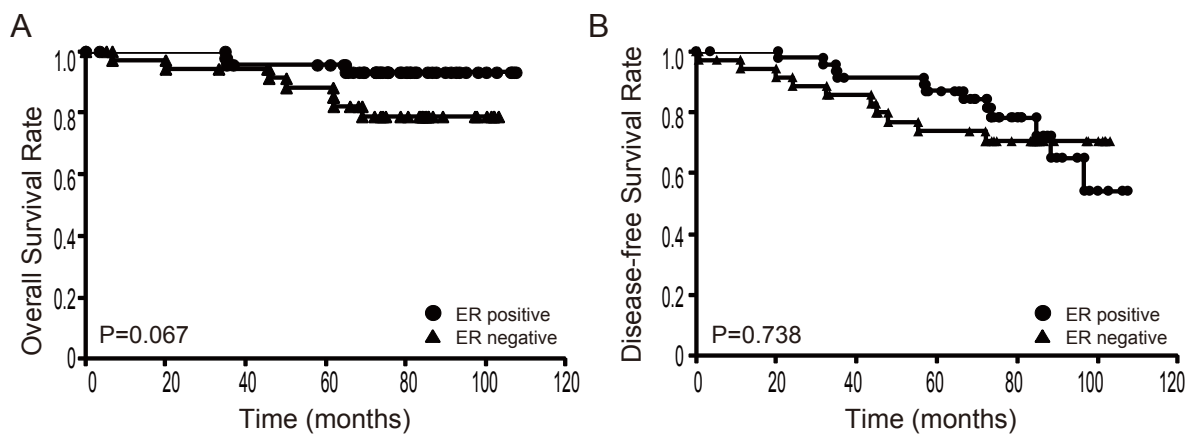 A
Overall Survival Rate
1.0
0.8
0.6
0.4
0.2
0
P=0.067
ER positive
ER negative
0 20 40 60 80 100 120
Time (months)
B
Disease-free Survival Rate
1.0
0.8
0.6
0.4
0.2
0
P=0.738
ER positive
ER negative
0 20 40 60 80 100 120
Time (months)